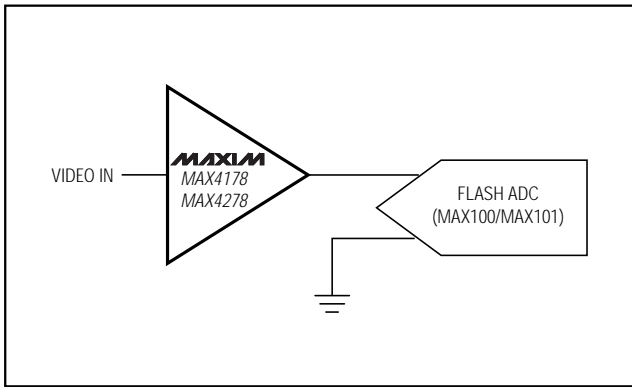 VIDEO IN
MAXIM
MAX4178
MAX4278
FLASH ADC
(MAX100/MAX101)